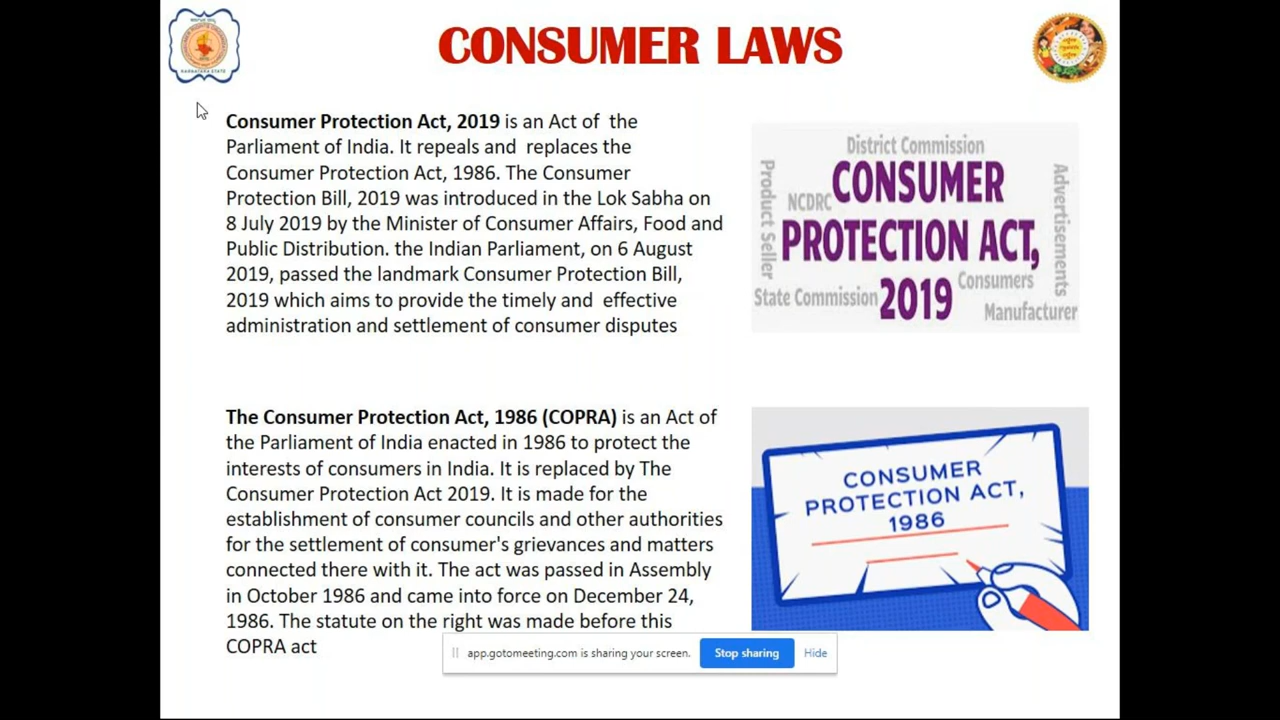 CONSUMER LAWS
KARNATAKA STATE
Consumer Protection Act, 2019 is an Act of the
Parliament of India. It repeals and replaces the
Consumer Protection Act, 1986. The Consumer
Protection Bill, 2019 was introduced in the Lok Sabha on
8 July 2019 by the Minister of Consumer Affairs, Food and
Public Distribution. the Indian Parliament, on 6 August
2019, passed the landmark Consumer Protection Bill,
2019 which aims to provide the timely and effective
administration and settlement of consumer disputes
District Commission
CONSUMER
NCDRC
PROTECTION ACT,
Product Seller
Advertisements
Consumers
State Commission
2019
Manufacturer
The Consumer Protection Act, 1986 (COPRA) is an Act of
the Parliament of India enacted in 1986 to protect the
interests of consumers in India. It is replaced by The
Consumer Protection Act 2019. It is made for the
establishment of consumer councils and other authorities
for the settlement of consumer's grievances and matters
connected there with it. The act was passed in Assembly
in October 1986 and came into force on December 24,
1986. The statute on the right was made before this
COPRA act
CONSUMER
PROTECTION ACT,
1986
app.gotomeeting.com is sharing your screen.
Stop sharing
Hide